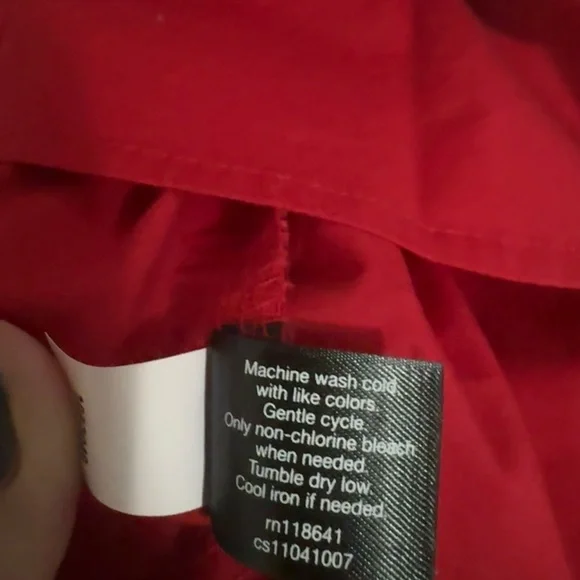 Machine wash cold
with like colors.
Gentle cycle.
Only non-chlorine bleach
when needed.
Tumble dry low.
Cool iron if needed.
rn118641
cs11041007